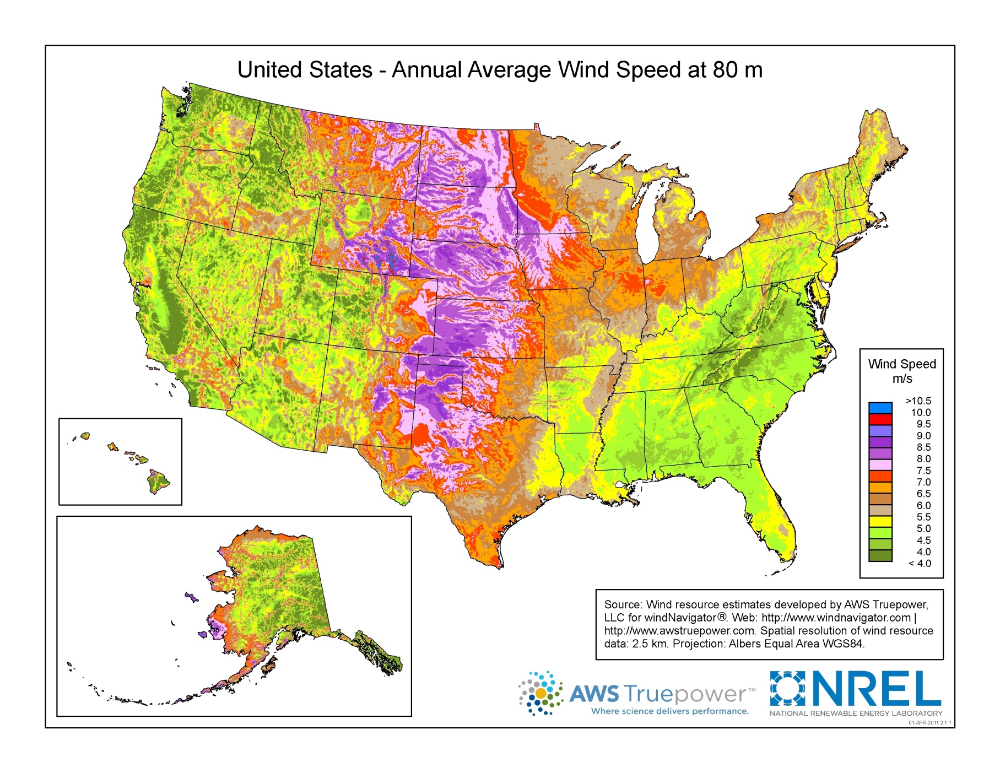 United States - Annual Average Wind Speed at 80 m
Wind Speed
m/s
>10.5
10.0
9.5
9.0
8.5
8.0
7.5
7.0
6.5
6.0
5.5
5.0
4.5
4.0
< 4.0
Source: Wind resource estimates developed by AWS Truepower,
LLC for windNavigator®. Web: http://www.windnavigator.com |
http://www.awstruepower.com. Spatial resolution of wind resource
data: 2.5 km. Projection: Albers Equal Area WGS84.
AWS Truepower™
Where science delivers performance.
NREL
NATIONAL RENEWABLE ENERGY LABORATORY
01-APR-2011 2.1.1